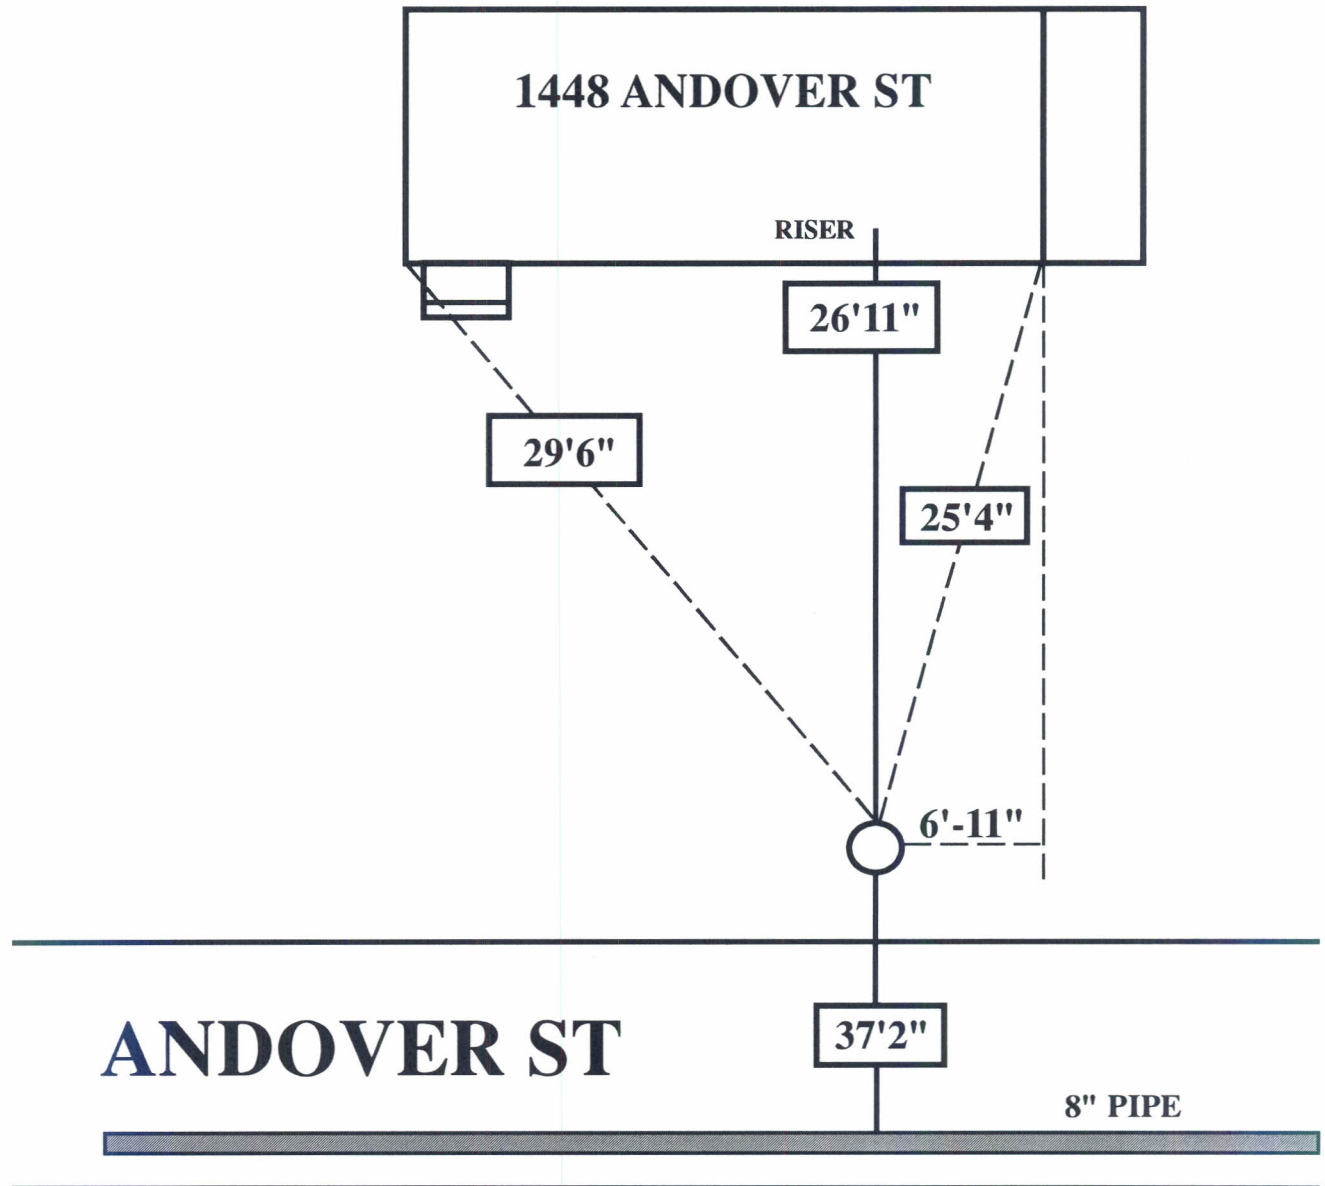 1448 ANDOVER ST
RISER
26'11"
29'6"
25'4"
6'-11"
ANDOVER ST
37'2"
8" PIPE